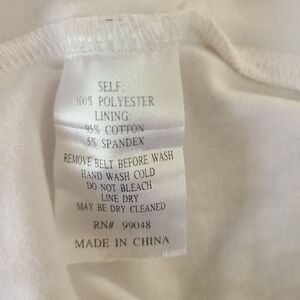 SELF:
100% POLYESTER
LINING:
95% COTTON
5% SPANDEX
REMOVE BELT BEFORE WASH
HAND WASH COLD
DO NOT BLEACH
LINE DRY
MAY BE DRY CLEANED
RN# 99048
MADE IN CHINA